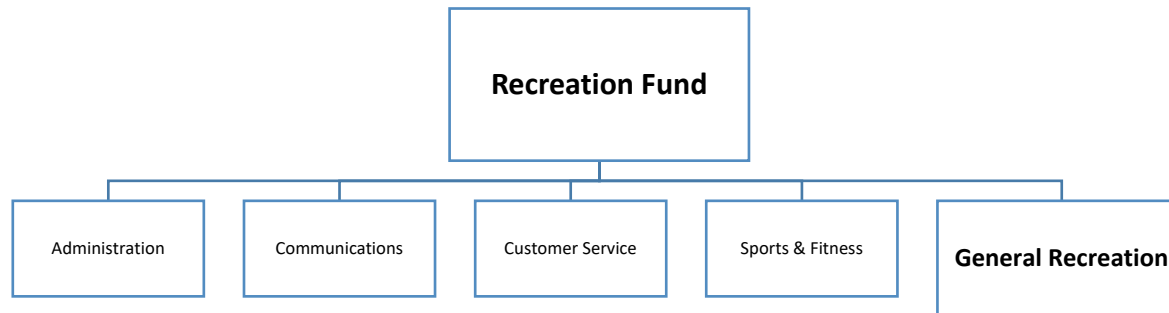 Recreation Fund
Administration
Communications
Customer Service
Sports & Fitness
General Recreation